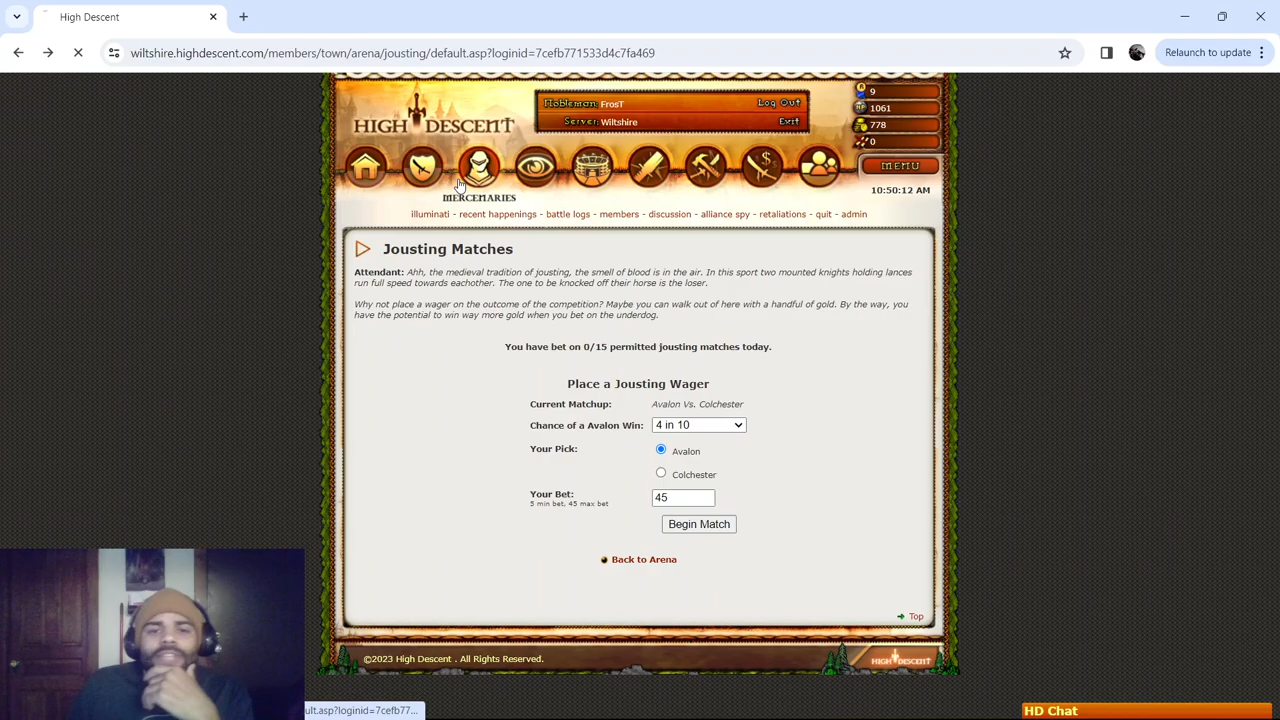 High Descent
wiltshire.highdescent.com/members/town/arena/jousting/default.asp?loginid=7cefb771533d4c7fa469
Relaunch to update
HIGH DESCENT
Nobleman: FrosT
Log Out
Server: Wiltshire
Exit
R 9
HP 1061
778
0
MENU
10:50:12 AM
MERCENARIES
illuminati - recent happenings - battle logs - members - discussion - alliance spy - retaliations - quit - admin
Jousting Matches
Attendant: Ahh, the medieval tradition of jousting, the smell of blood is in the air. In this sport two mounted knights holding lances
run full speed towards eachother. The one to be knocked off their horse is the loser.
Why not place a wager on the outcome of the competition? Maybe you can walk out of here with a handful of gold. By the way, you
have the potential to win way more gold when you bet on the underdog.
You have bet on 0/15 permitted jousting matches today.
Place a Jousting Wager
Current Matchup: Avalon Vs. Colchester
Chance of a Avalon Win: 4 in 10
Your Pick: Avalon
Colchester
Your Bet: 45
5 min bet, 45 max bet
Begin Match
Back to Arena
Top
©2023 High Descent . All Rights Reserved.
HIGH DESCENT
ult.asp?loginid=7cefb77...
HD Chat